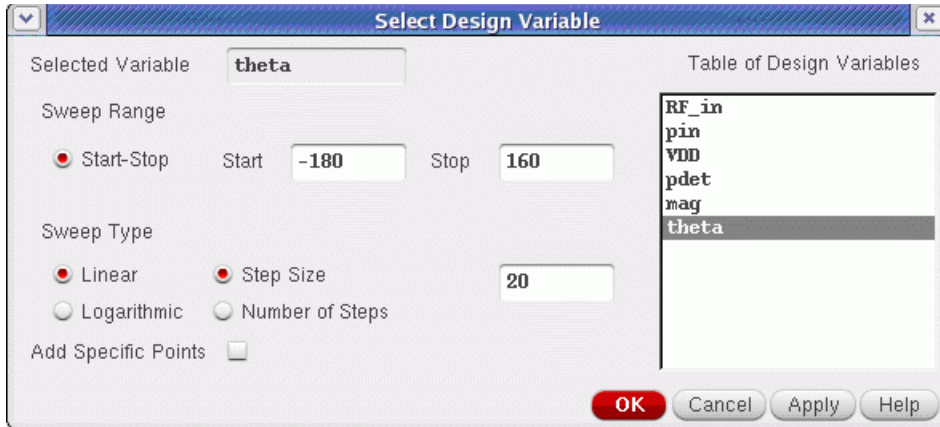 Select Design Variable
Selected Variable theta
Table of Design Variables
Sweep Range
Start-Stop Start -180 Stop 160
Sweep Type
Linear Step Size 20
Logarithmic Number of Steps
Add Specific Points
RF_in
pin
VDD
pdet
mag
theta
OK Cancel Apply Help